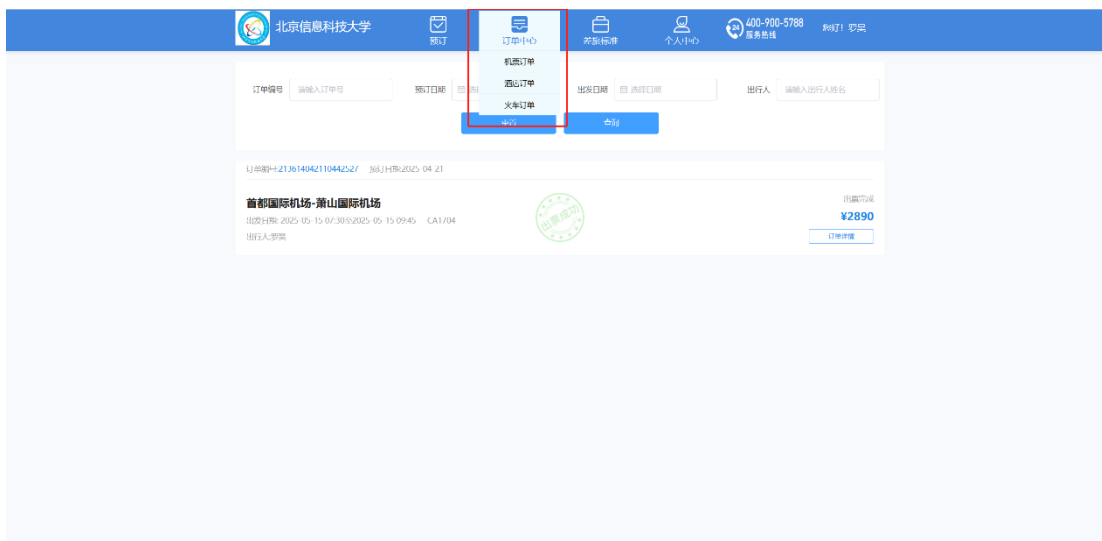 北京信息科技大学
预订
订单中心
差旅标准
个人中心
24 400-900-5788
服务热线
您好！罗昊
机票订单
酒店订单
火车订单
订单编号 请输入订单号
预订日期
出发日期 选择日期
出行人 请输入出行人姓名
查询
订单编号:213614042110442527 预订日期:2025-04-21
首都国际机场-萧山国际机场
出发日期: 2025-05-15 07:30至2025-05-15 09:45 CA1704
出行人:罗昊
出票成功
出票完成
¥2890
订单详情